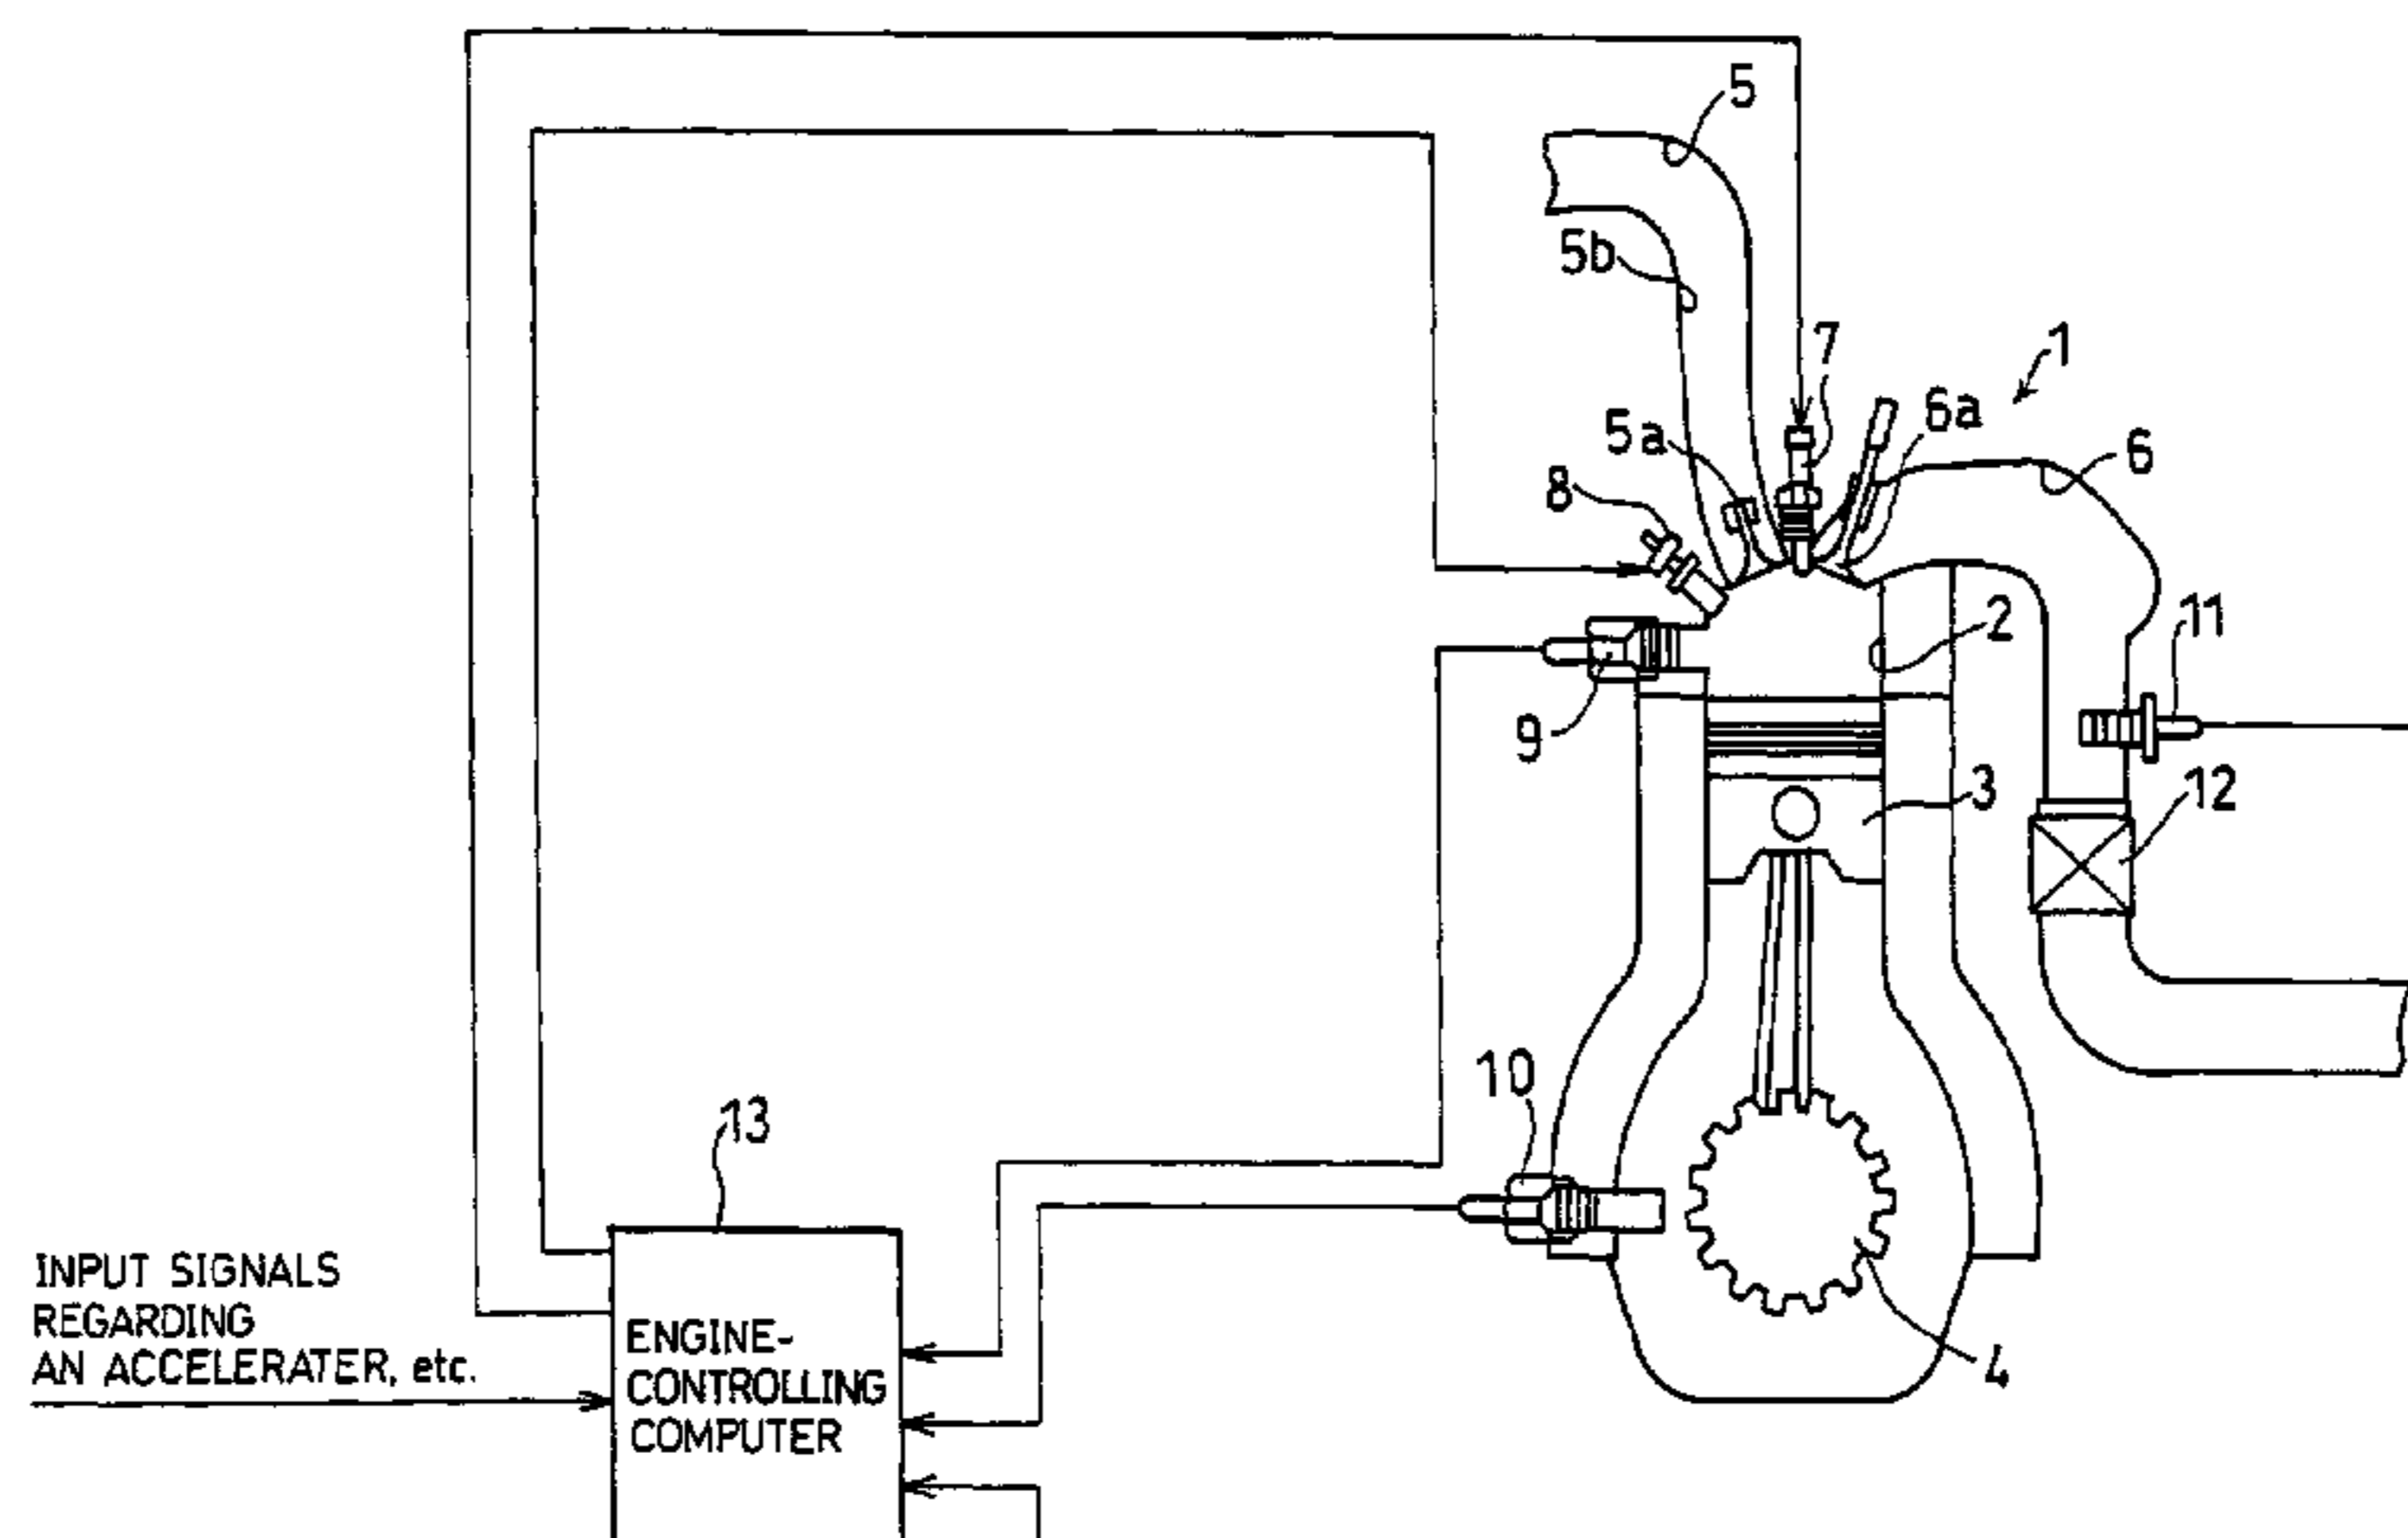 5
5b
7
1
6a
5a
6
8
2
11
9
3
12
10
13
INPUT SIGNALS
REGARDING
AN ACCELERATER, etc.
ENGINE-
CONTROLLING
COMPUTER
4